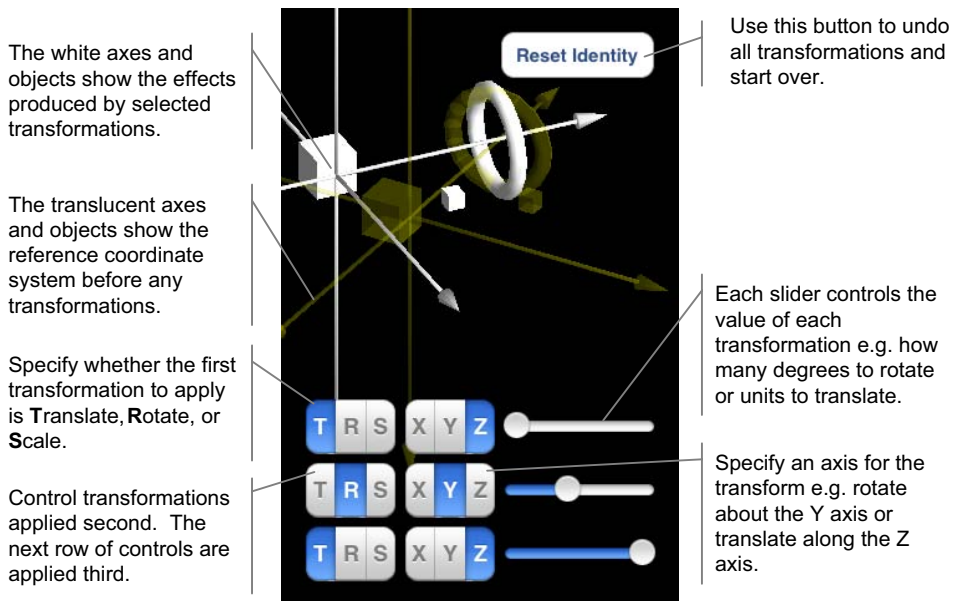 The white axes and
objects show the effects
produced by selected
transformations.
The translucent axes
and objects show the
reference coordinate
system before any
transformations.
Specify whether the first
transformation to apply
is Translate, Rotate, or
Scale.
Control transformations
applied second. The
next row of controls are
applied third.
Reset Identity
T R S X Y Z
T R S X Y Z
T R S X Y Z
Use this button to undo
all transformations and
start over.
Each slider controls the
value of each
transformation e.g. how
many degrees to rotate
or units to translate.
Specify an axis for the
transform e.g. rotate
about the Y axis or
translate along the Z
axis.